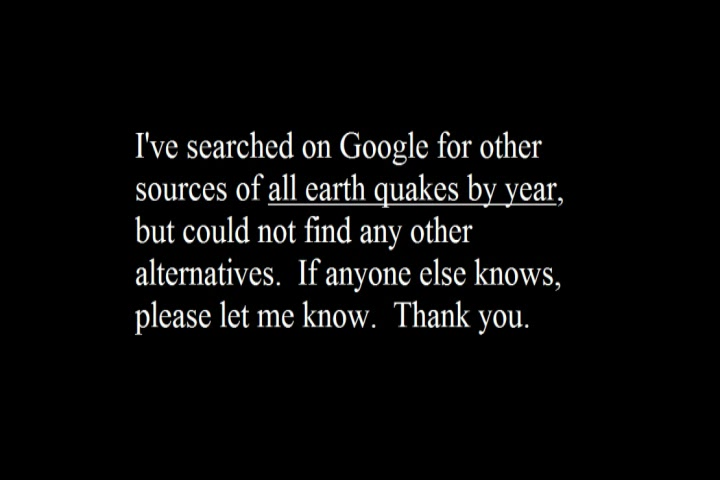 I've searched on Google for other
sources of all earth quakes by year,
but could not find any other
alternatives.  If anyone else knows,
please let me know.  Thank you.